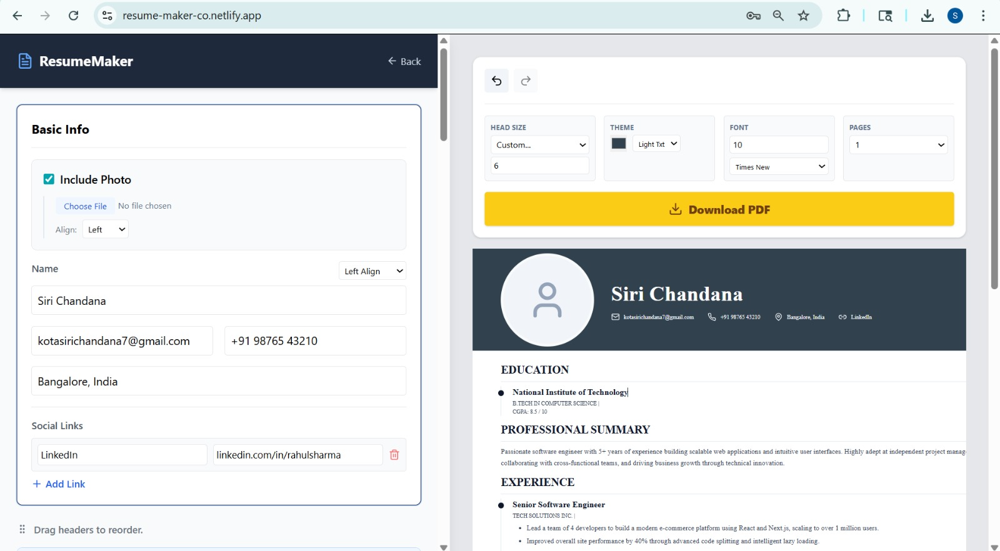 resume-maker-co.netlify.app
S
ResumeMaker
Back
Basic Info
Include Photo
Choose File No file chosen
Align: Left
Name
Left Align
Siri Chandana
kotasirichandana7@gmail.com +91 98765 43210
Bangalore, India
Social Links
LinkedIn linkedin.com/in/rahulsharma
+ Add Link
Drag headers to reorder.
HEAD SIZE THEME FONT PAGES
Custom... Light Txt 10 1
6 Times New
Download PDF
Siri Chandana
kotasirichandana7@gmail.com +91 98765 43210 Bangalore, India LinkedIn
EDUCATION
National Institute of Technology
B.TECH IN COMPUTER SCIENCE |
CGPA: 8.5 / 10
PROFESSIONAL SUMMARY
Passionate software engineer with 5+ years of experience building scalable web applications and intuitive user interfaces. Highly adept at independent project manag
collaborating with cross-functional teams, and driving business growth through technical innovation.
EXPERIENCE
Senior Software Engineer
TECH SOLUTIONS INC. |
• Lead a team of 4 developers to build a modern e-commerce platform using React and Next.js, scaling to over 1 million users.
• Improved overall site performance by 40% through advanced code splitting and intelligent lazy loading.